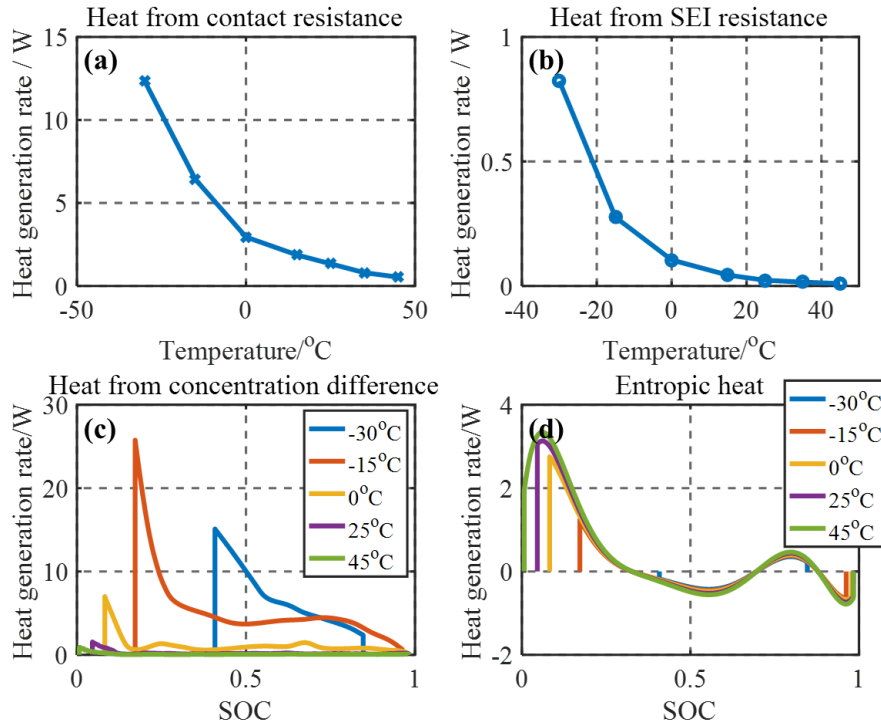 Heat from contact resistance
(a)
Heat generation rate / W
15
10
5
0
-50
0
50
Temperature/°C
Heat from SEI resistance
(b)
Heat generation rate / W
1
0.5
0
-40
-20
0
20
40
Temperature/°C
Heat from concentration difference
(c)
Heat generation rate/W
30
20
10
0
0
0.5
1
SOC
-30°C
-15°C
0°C
25°C
45°C
Entropic heat
(d)
Heat generation rate/W
4
2
0
-2
0
0.5
1
SOC
-30°C
-15°C
0°C
25°C
45°C